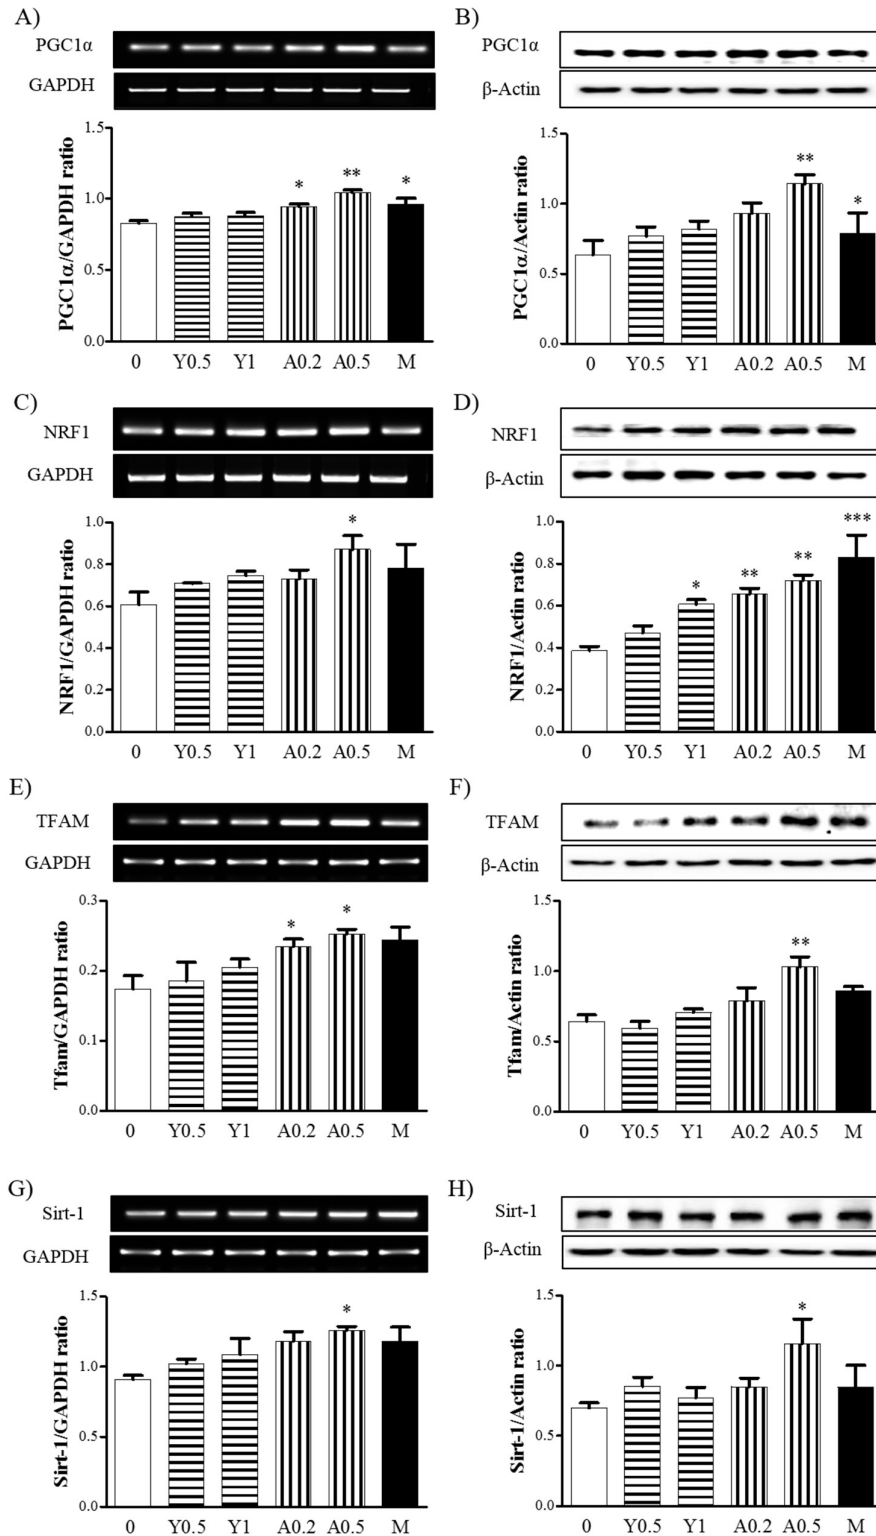 A)
PGC1α
GAPDH
PGC1α/GAPDH ratio
1.5
1.0
0.5
0.0
* ** *
0 Y0.5 Y1 A0.2 A0.5 M
B)
PGC1α
β-Actin
PGC1α/Actin ratio
1.5
1.0
0.5
0.0
** *
0 Y0.5 Y1 A0.2 A0.5 M
C)
NRF1
GAPDH
NRF1/GAPDH ratio
1.0
0.8
0.6
0.4
0.2
0.0
*
0 Y0.5 Y1 A0.2 A0.5 M
D)
NRF1
β-Actin
NRF1/Actin ratio
1.0
0.8
0.6
0.4
0.2
0.0
* ** ** ***
0 Y0.5 Y1 A0.2 A0.5 M
E)
TFAM
GAPDH
Tfam/GAPDH ratio
0.3
0.2
0.1
0.0
* *
0 Y0.5 Y1 A0.2 A0.5 M
F)
TFAM
β-Actin
Tfam/Actin ratio
1.5
1.0
0.5
0.0
**
0 Y0.5 Y1 A0.2 A0.5 M
G)
Sirt-1
GAPDH
Sirt-1/GAPDH ratio
1.5
1.0
0.5
0.0
*
0 Y0.5 Y1 A0.2 A0.5 M
H)
Sirt-1
β-Actin
Sirt-1/Actin ratio
1.5
1.0
0.5
0.0
*
0 Y0.5 Y1 A0.2 A0.5 M